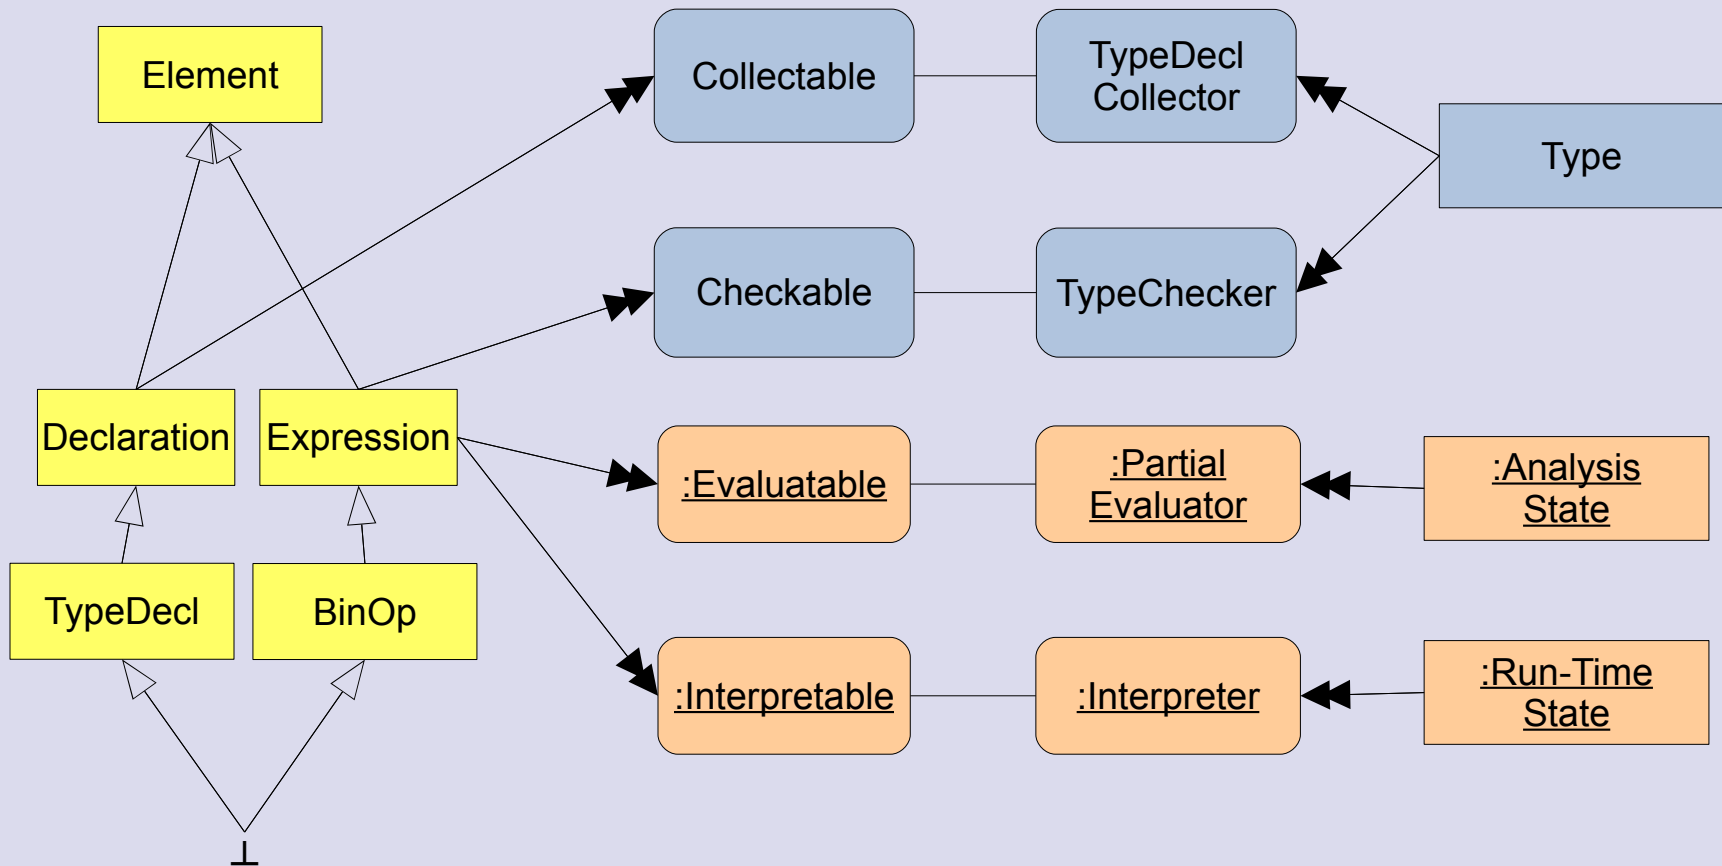 Element
Collectable
TypeDecl
Collector
Type
Checkable
TypeChecker
Declaration
Expression
:Evaluatable
:Partial
Evaluator
:Analysis
State
TypeDecl
BinOp
:Interpretable
:Interpreter
:Run-Time
State
⊥